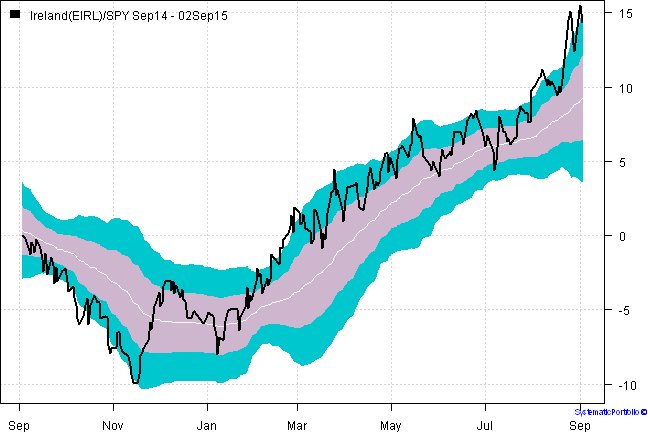 Ireland(EIRL)/SPY Sep14 - 02Sep15
15
10
5
0
-5
-10
Sep Nov Jan Mar May Jul Sep
SystematicPortfolio ©